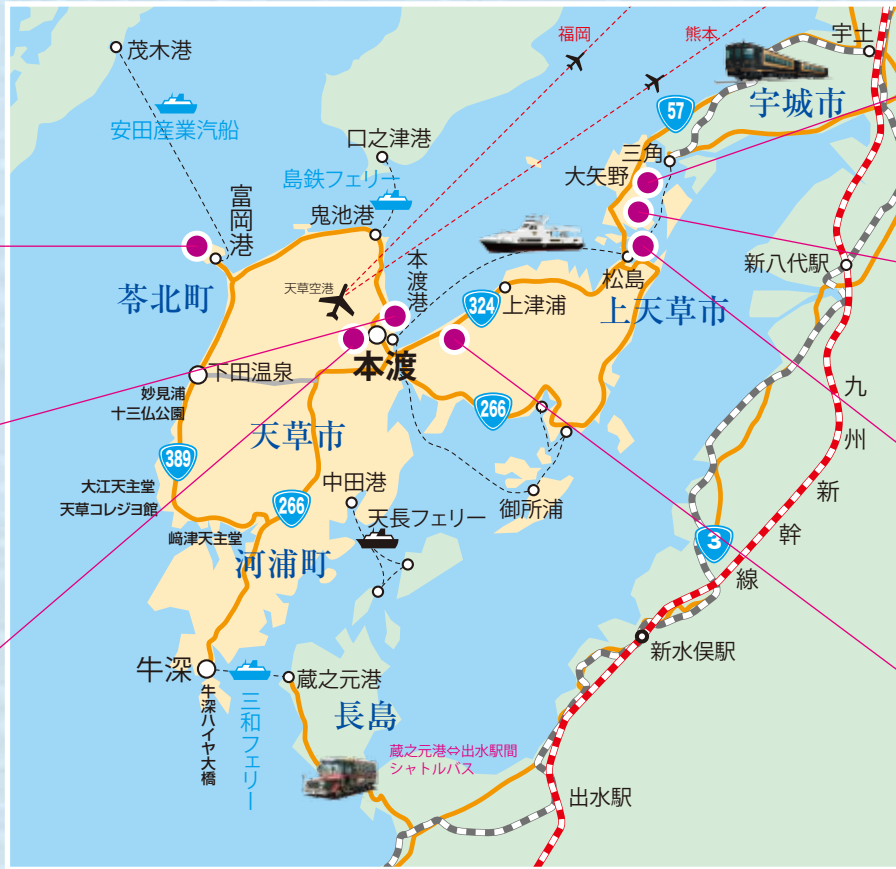 福岡
熊本
宇土
茂木港
宇城市
安田産業汽船
57
口之津港
三角
島鉄フェリー
大矢野
富岡港
鬼池港
本渡港
新八代駅
天草空港
松島
苓北町
324
上津浦
上天草市
本渡
下田温泉
妙見浦
十三仏公園
266
九州新幹線
天草市
389
中田港
大江天主堂
天草コレジヨ館
266
天長フェリー
御所浦
﨑津天主堂
河浦町
3
新水俣駅
牛深
蔵之元港
牛深ハイヤ大橋
三和フェリー
長島
蔵之元港⇔出水駅間
シャトルバス
出水駅